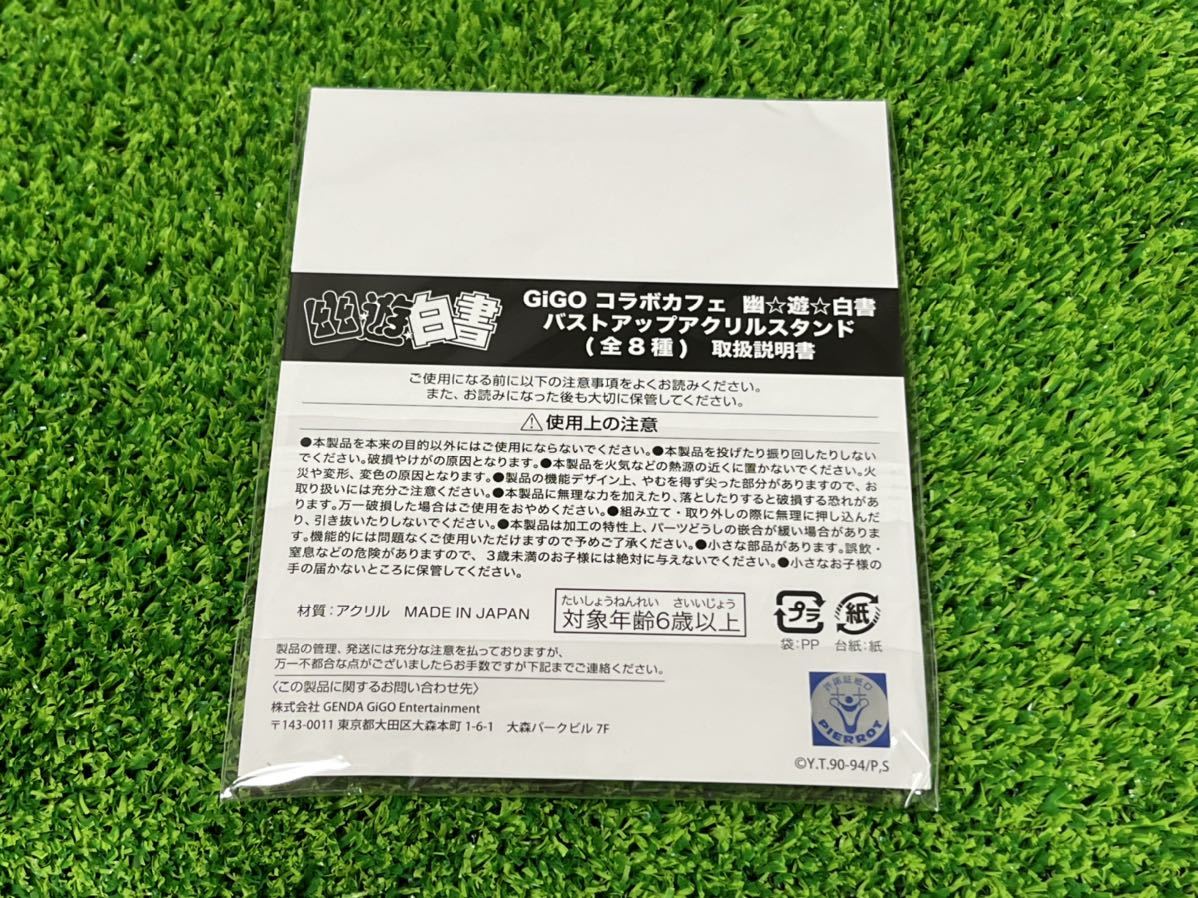 幽遊白書
GiGO コラボカフェ 幽☆遊☆白書
バストアップアクリルスタンド
(全8種) 取扱説明書
ご使用になる前に以下の注意事項をよくお読みください。
また、お読みになった後も大切に保管してください。
⚠使用上の注意
●本製品を本来の目的以外にはご使用にならないでください。●本製品を投げたり振り回したりしない
でください。破損やけがの原因となります。●本製品を火気などの熱源の近くに置かないでください。火
災や変形、変色の原因となります。●製品の機能デザイン上、やむを得ず尖った部分がありますので、お
取り扱いには充分ご注意ください。●本製品に無理な力を加えたり、落としたりすると破損する恐れがあ
ります。万一破損した場合はご使用をおやめください。●組み立て・取り外しの際に無理に押し込んだ
り、引き抜いたりしないでください。●本製品は加工の特性上、パーツどうしの嵌合が緩い場合がありま
す。機能的には問題なくご使用いただけますので予めご了承ください。●小さな部品があります。誤飲・
窒息などの危険がありますので、3歳未満のお子様には絶対に与えないでください。●小さなお子様の
手の届かないところに保管してください。
材質：アクリル MADE IN JAPAN
たいしょうねんれい さいいじょう
対象年齢6歳以上
プラ
紙
袋：PP 台紙：紙
製品の管理、発送には充分な注意を払っておりますが、
万一不都合な点がございましたらお手数ですが下記までご連絡ください。
〈この製品に関するお問い合わせ先〉
株式会社 GENDA GiGO Entertainment
〒143-0011 東京都大田区大森本町 1-6-1 大森パークビル 7F
許諾証紙口
PIERROT
©Y.T.90-94/P,S